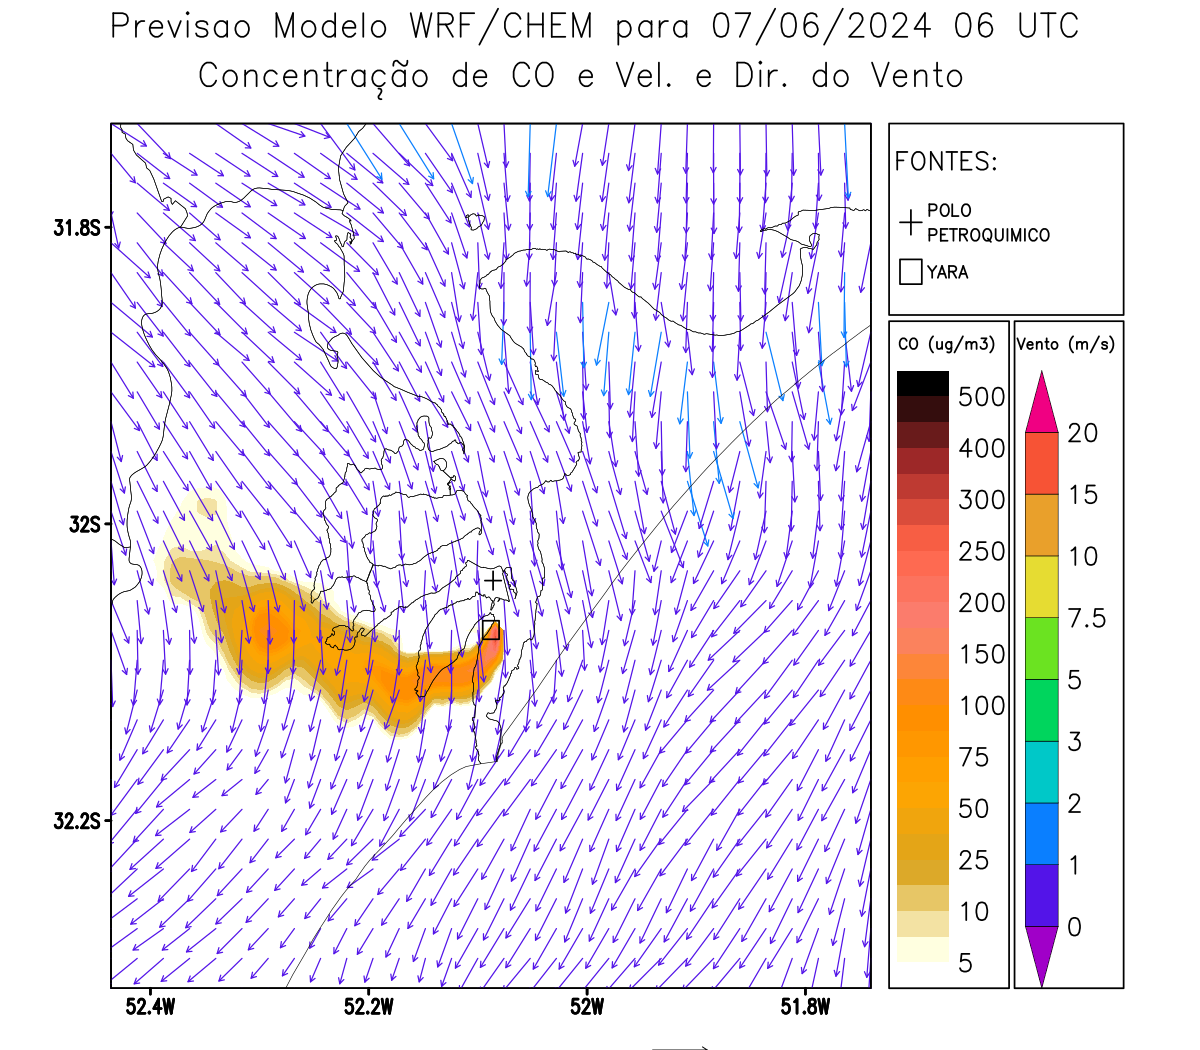 Previsao Modelo WRF/CHEM para 07/06/2024 06 UTC
Concentração de CO e Vel. e Dir. do Vento
FONTES:
POLO
PETROQUIMICO
YARA
CO (ug/m3)
500
400
300
250
200
150
100
75
50
25
10
5
Vento (m/s)
20
15
10
7.5
5
3
2
1
0
31.8S
32S
32.2S
52.4W
52.2W
52W
51.8W